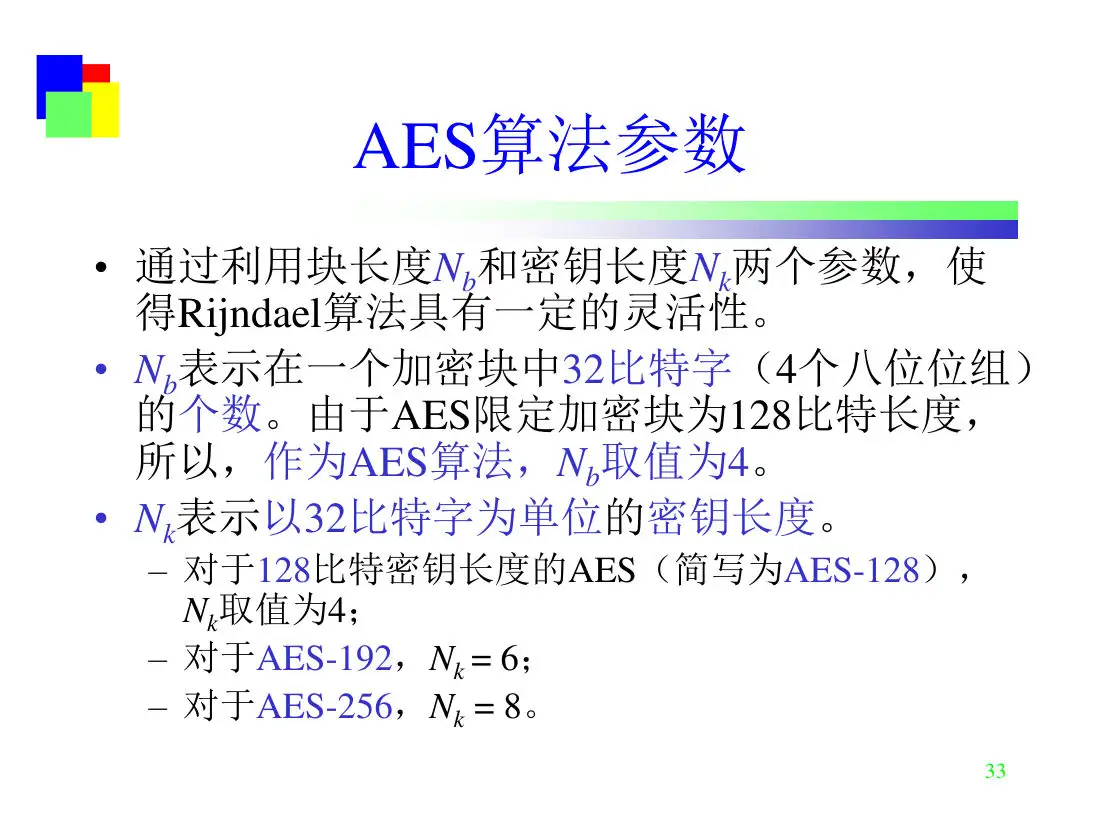 AES算法参数
• 通过利用块长度Nb和密钥长度Nk两个参数，使
得Rijndael算法具有一定的灵活性。
• Nb表示在一个加密块中32比特字（4个八位位组）
的个数。由于AES限定加密块为128比特长度，
所以，作为AES算法，Nb取值为4。
• Nk表示以32比特字为单位的密钥长度。
– 对于128比特密钥长度的AES（简写为AES-128），
Nk取值为4；
– 对于AES-192，Nk = 6；
– 对于AES-256，Nk = 8。
33